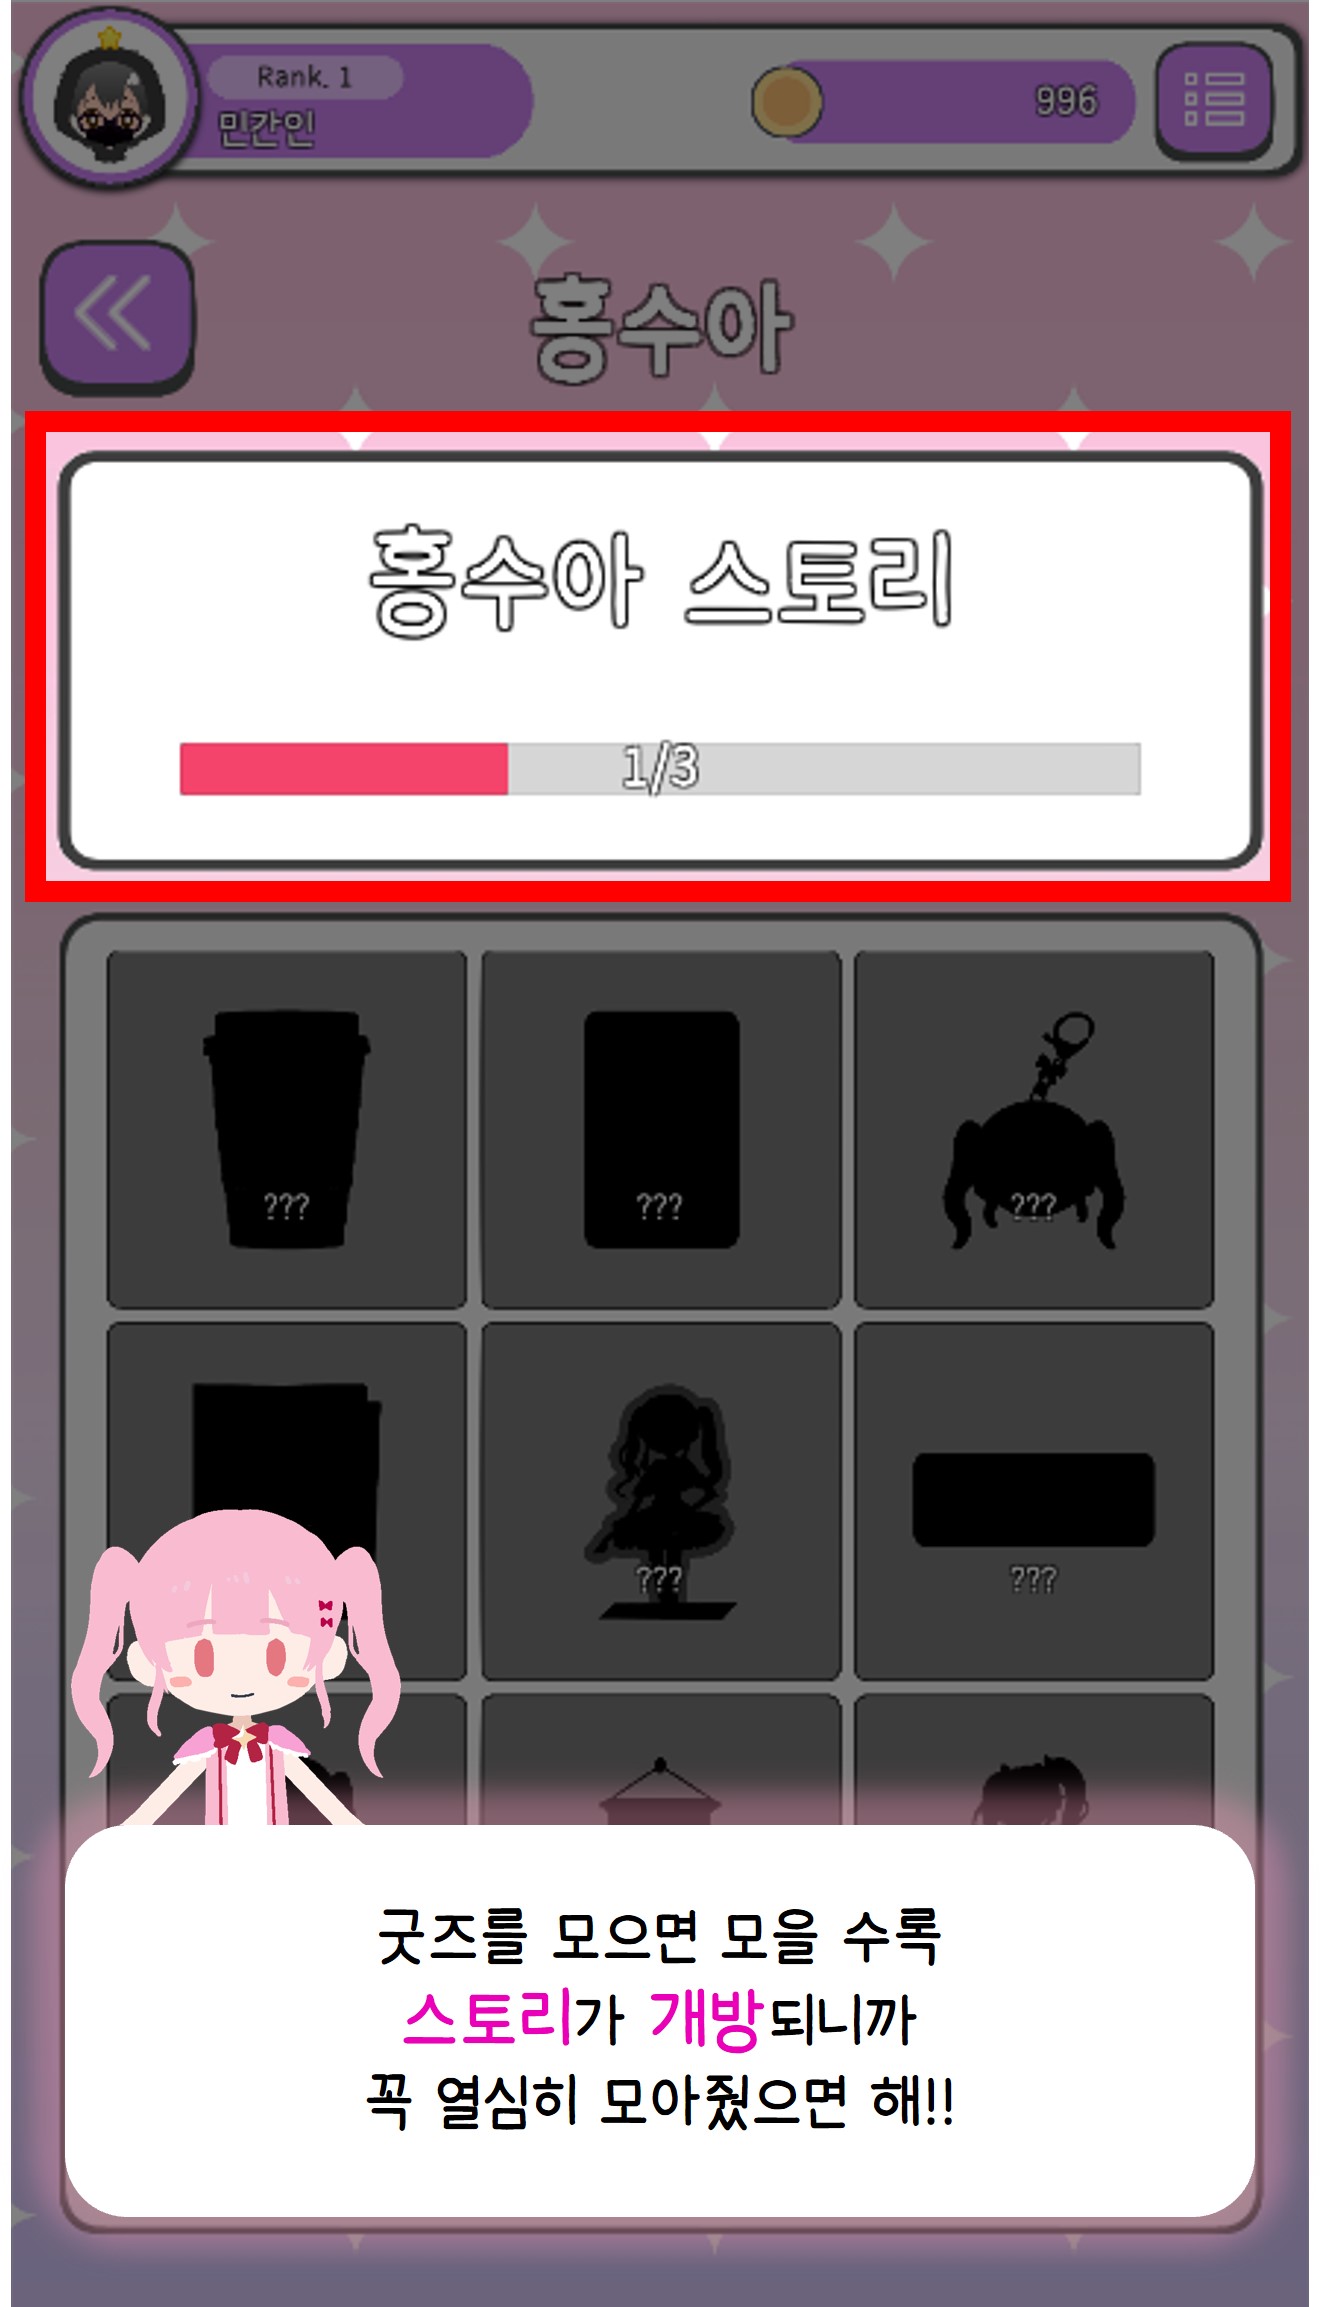 Rank. 1
민간인
996
홍수아
홍수아 스토리
1/3
???
???
???
???
???
굿즈를 모으면 모을 수록
스토리가 개방되니까
꼭 열심히 모아줬으면 해!!